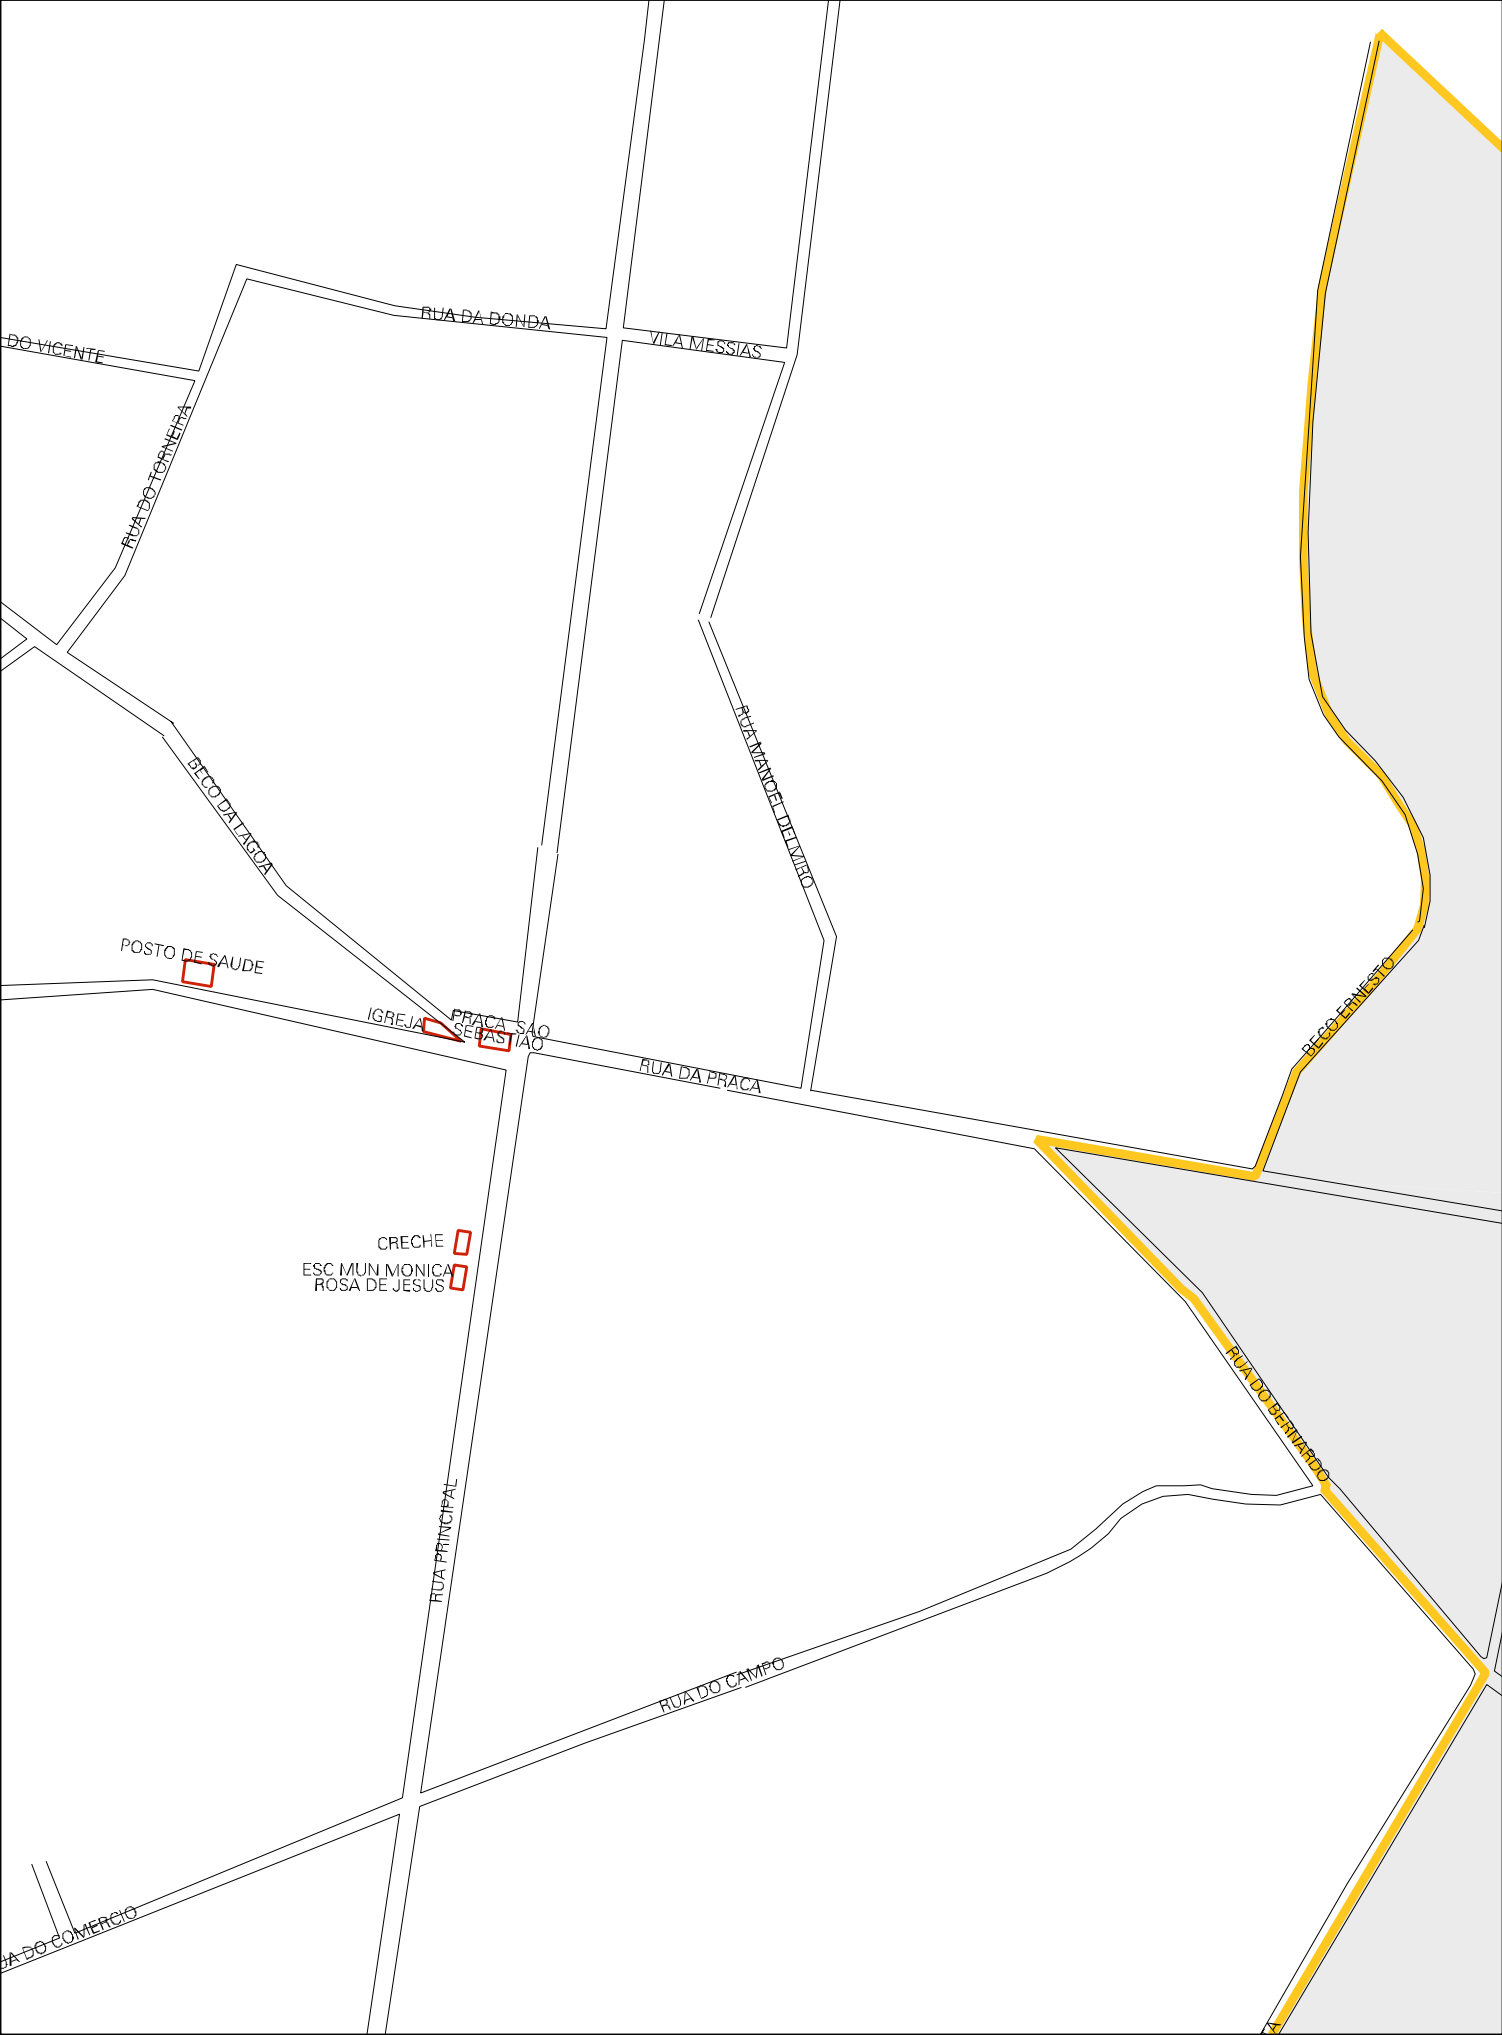 RUA DA DONDA
VILA MESSIAS
DO VICENTE
RUA DO TORNEIRA
RUA MANOEL DELMIRO
BECO DA LAGOA
POSTO DE SAUDE
BECO ERNESTO
IGREJA
PRACA SAO
SEBASTIAO
RUA DA PRACA
CRECHE
ESC MUN MONICA
ROSA DE JESUS
RUA DO BERNARDO
RUA PRINCIPAL
RUA DO CAMPO
UA DO COMERCIO